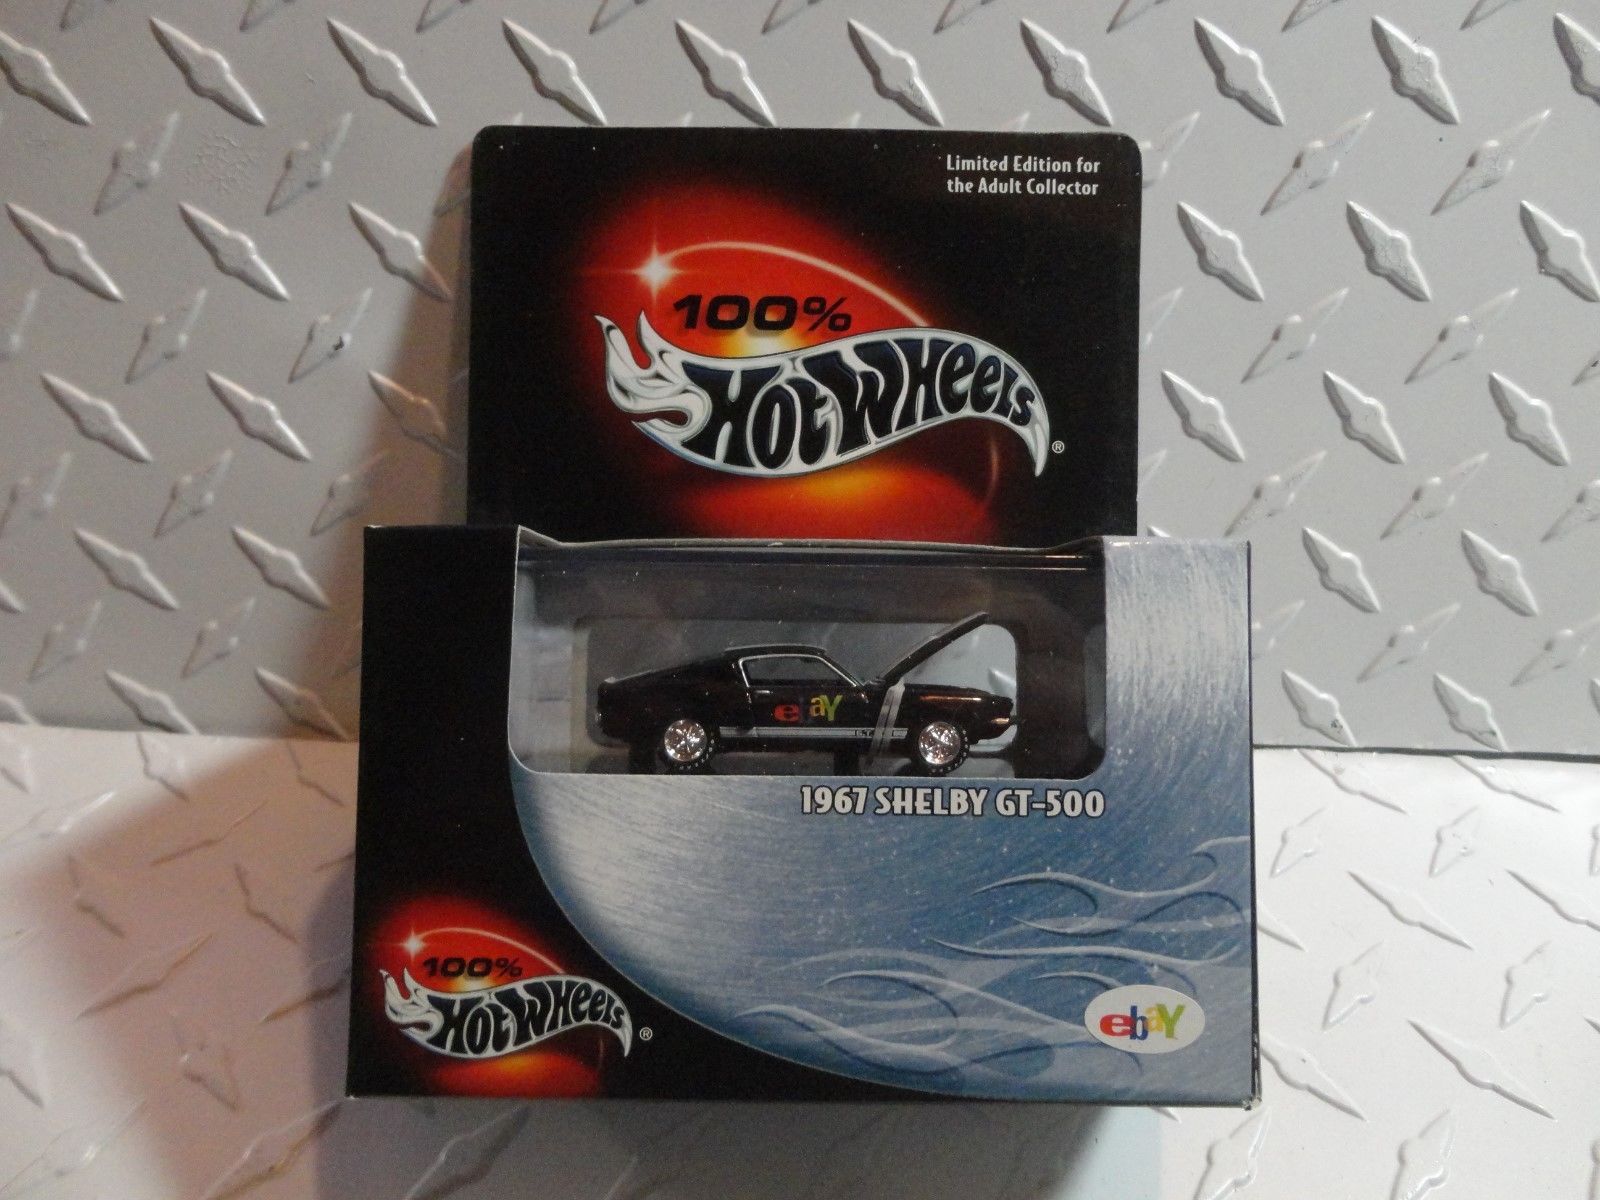 Limited Edition for
the Adult Collector
100%
Hot Wheels ®
ebay
1967 SHELBY GT-500
100%
Hot Wheels ®
ebay